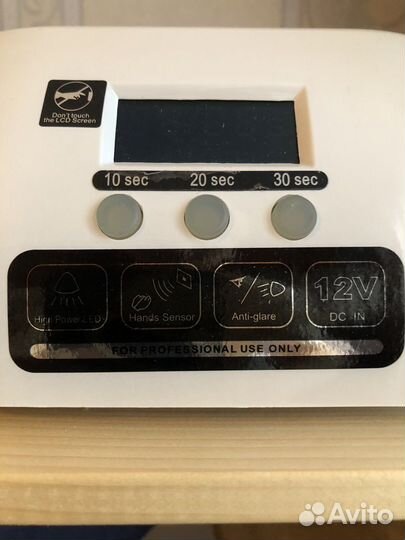 Don't touch
the LCD Screen
10 sec 20 sec 30 sec
12V
High Power LED Hands Sensor Anti-glare DC IN
FOR PROFESSIONAL USE ONLY
Avito